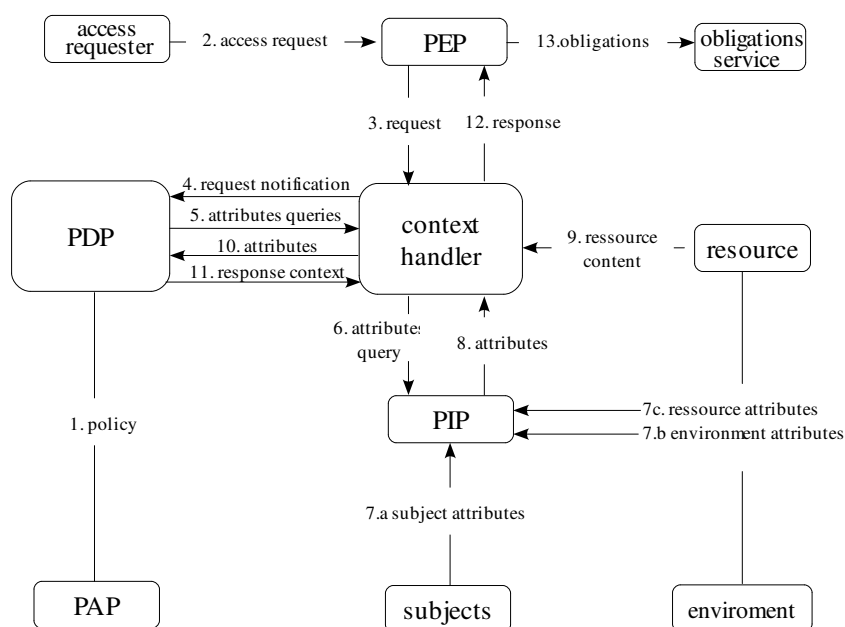 access
requester
2. access request
PEP
13.obligations
obligations
service
3. request
12. response
4. request notification
5. attributes queries
10. attributes
11. response context
PDP
context
handler
9. ressource
content
resource
6. attributes
query
8. attributes
1. policy
PIP
7c. ressource attributes
7.b environment attributes
7.a subject attributes
PAP
subjects
enviroment